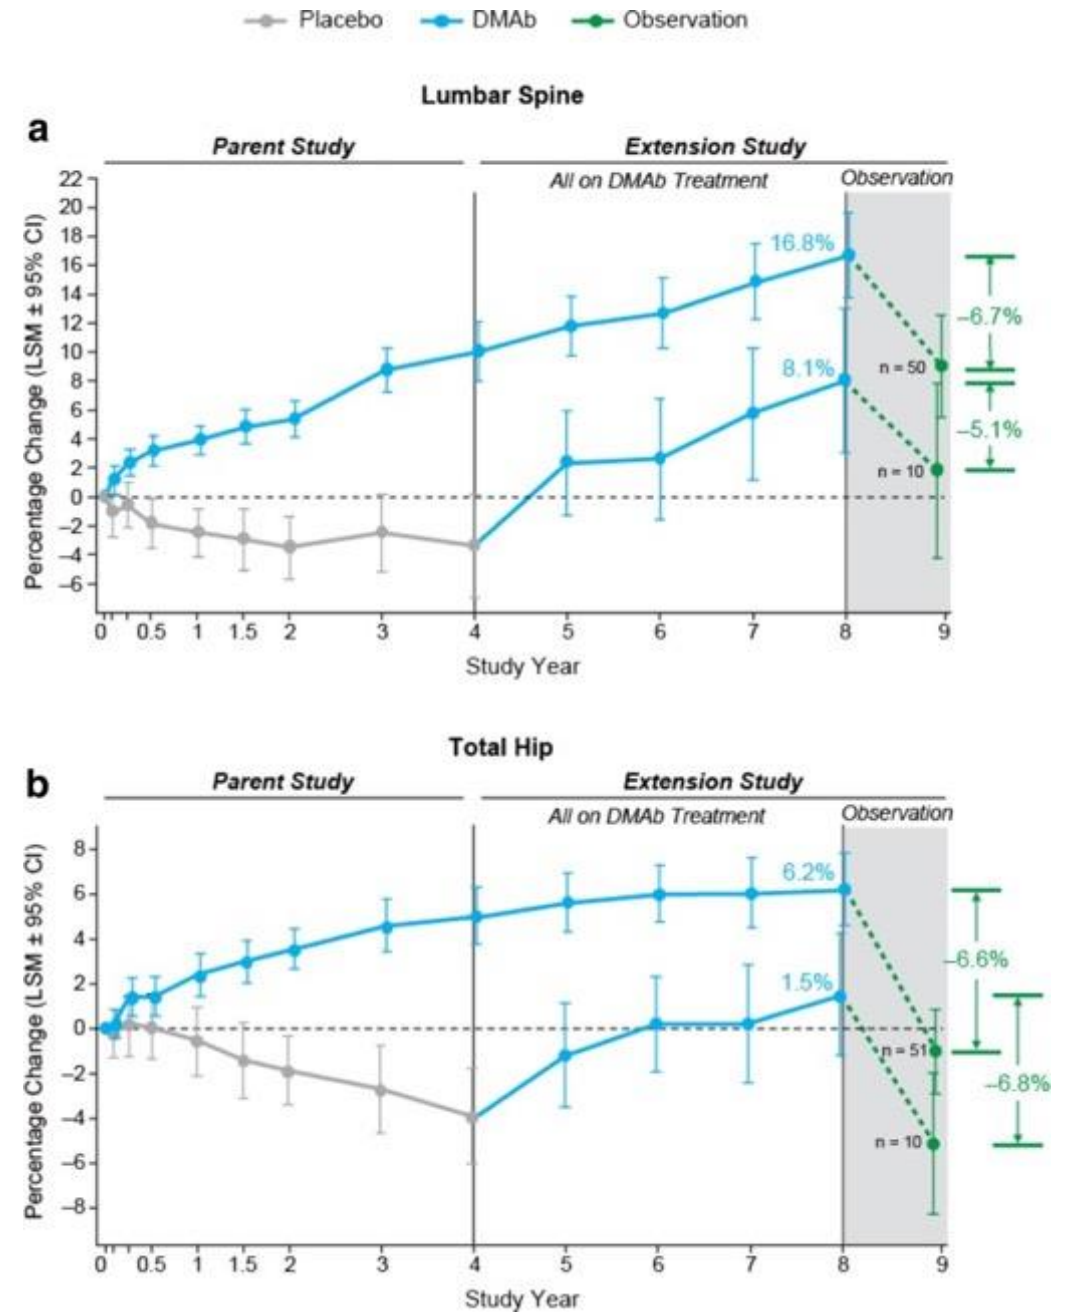 Placebo DMAb Observation
Lumbar Spine
a
Parent Study Extension Study
All on DMAb Treatment Observation
Percentage Change (LSM ± 95% CI)
22
20
18
16
14
12
10
8
6
4
2
0
–2
–4
–6
16.8%
8.1%
–6.7%
–5.1%
n = 50
n = 10
0 0.5 1 1.5 2 3 4 5 6 7 8 9
Study Year
Total Hip
b
Parent Study Extension Study
All on DMAb Treatment Observation
Percentage Change (LSM ± 95% CI)
8
6
4
2
0
–2
–4
–6
–8
6.2%
1.5%
–6.6%
–6.8%
n = 51
n = 10
0 0.5 1 1.5 2 3 4 5 6 7 8 9
Study Year